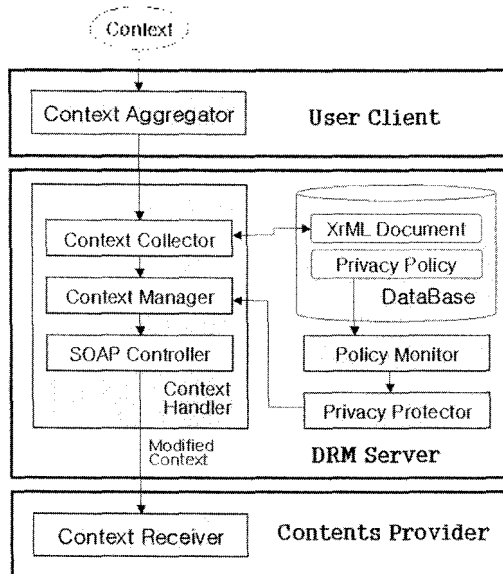 Context
Context Aggregator
User Client
Context Collector
XrML Document
Privacy Policy
Context Manager
DataBase
SOAP Controller
Policy Monitor
Context
Handler
Privacy Protector
Modified
Context
DRM Server
Context Receiver
Contents Provider